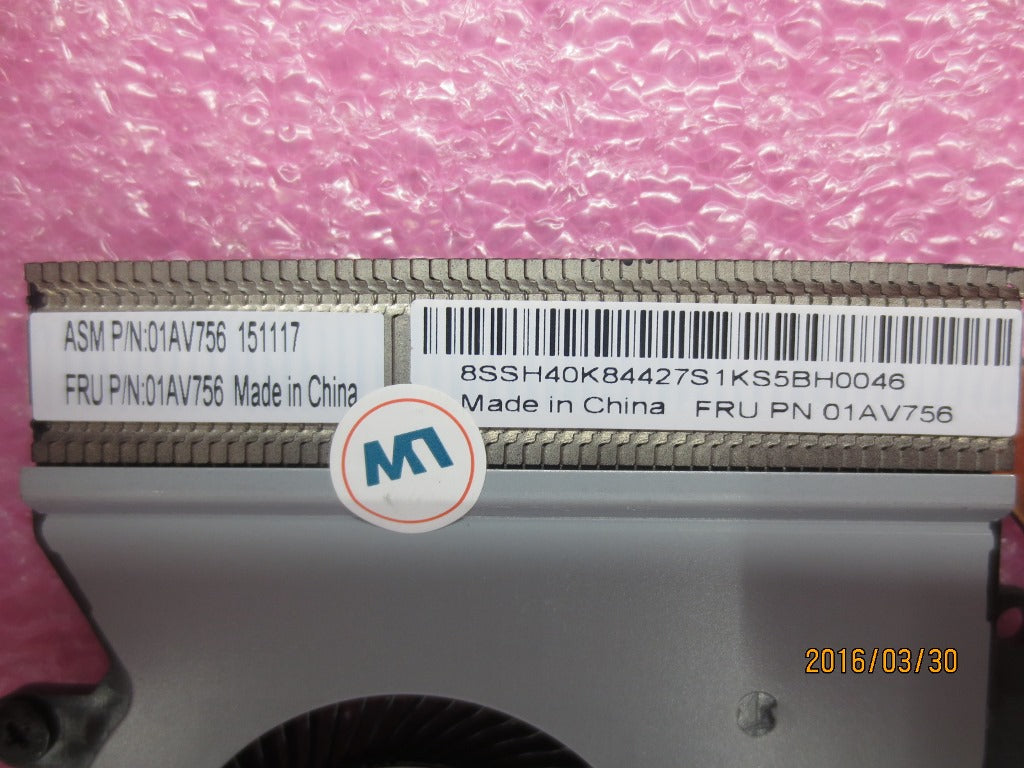 ASM P/N:01AV756 151117
FRU P/N:01AV756 Made in China
8SSH40K84427S1KS5BH0046
Made in China FRU PN 01AV756
2016/03/30